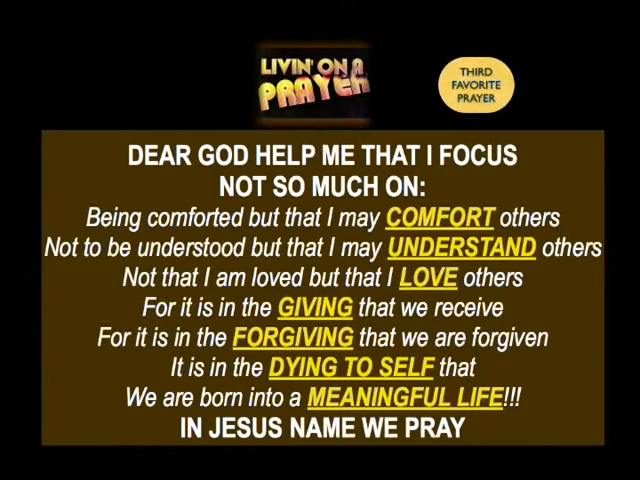 LIVIN' ON A
PRAYER
THIRD
FAVORITE
PRAYER
DEAR GOD HELP ME THAT I FOCUS
NOT SO MUCH ON:
Being comforted but that I may COMFORT others
Not to be understood but that I may UNDERSTAND others
Not that I am loved but that I LOVE others
For it is in the GIVING that we receive
For it is in the FORGIVING that we are forgiven
It is in the DYING TO SELF that
We are born into a MEANINGFUL LIFE!!!
IN JESUS NAME WE PRAY